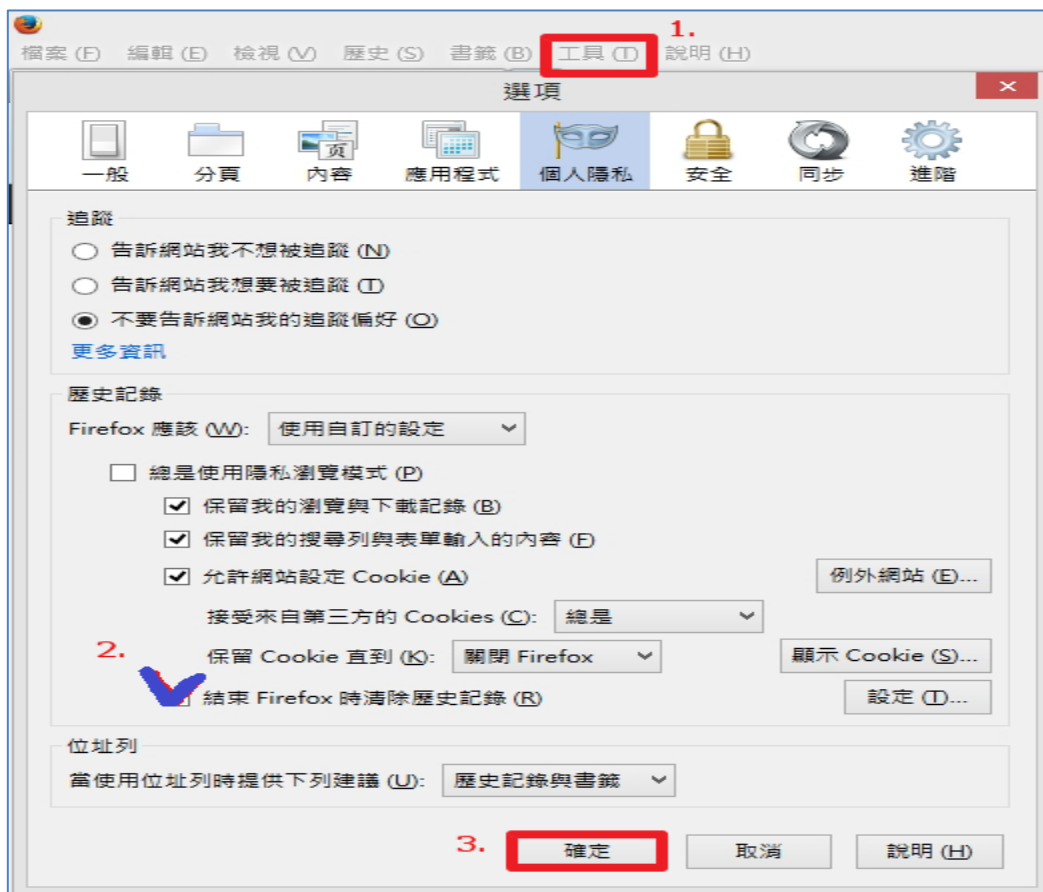 1.
檔案 (F) 編輯 (E) 檢視 (V) 歷史 (S) 書籤 (B) 工具 (T) 說明 (H)
選項
一般 分頁 內容 應用程式 個人隱私 安全 同步 進階
追蹤
告訴網站我不想被追蹤 (N)
告訴網站我想要被追蹤 (T)
不要告訴網站我的追蹤偏好 (O)
更多資訊
歷史記錄
Firefox 應該 (W): 使用自訂的設定
總是使用隱私瀏覽模式 (P)
保留我的瀏覽與下載記錄 (B)
保留我的搜尋列與表單輸入的內容 (F)
允許網站設定 Cookie (A) 例外網站 (E)...
接受來自第三方的 Cookies (C): 總是
2. 保留 Cookie 直到 (K): 關閉 Firefox 顯示 Cookie (S)...
結束 Firefox 時清除歷史記錄 (R) 設定 (T)...
位址列
當使用位址列時提供下列建議 (U): 歷史記錄與書籤
3. 確定 取消 說明 (H)